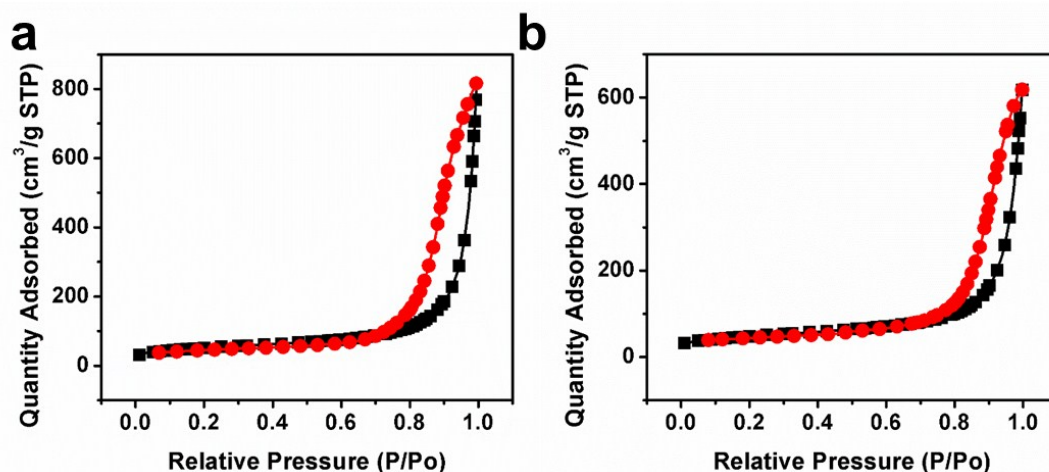 a
Quantity Adsorbed (cm³/g STP)
800
600
400
200
0
0.0 0.2 0.4 0.6 0.8 1.0
Relative Pressure (P/Po)
b
Quantity Adsorbed (cm³/g STP)
600
400
200
0
0.0 0.2 0.4 0.6 0.8 1.0
Relative Pressure (P/Po)